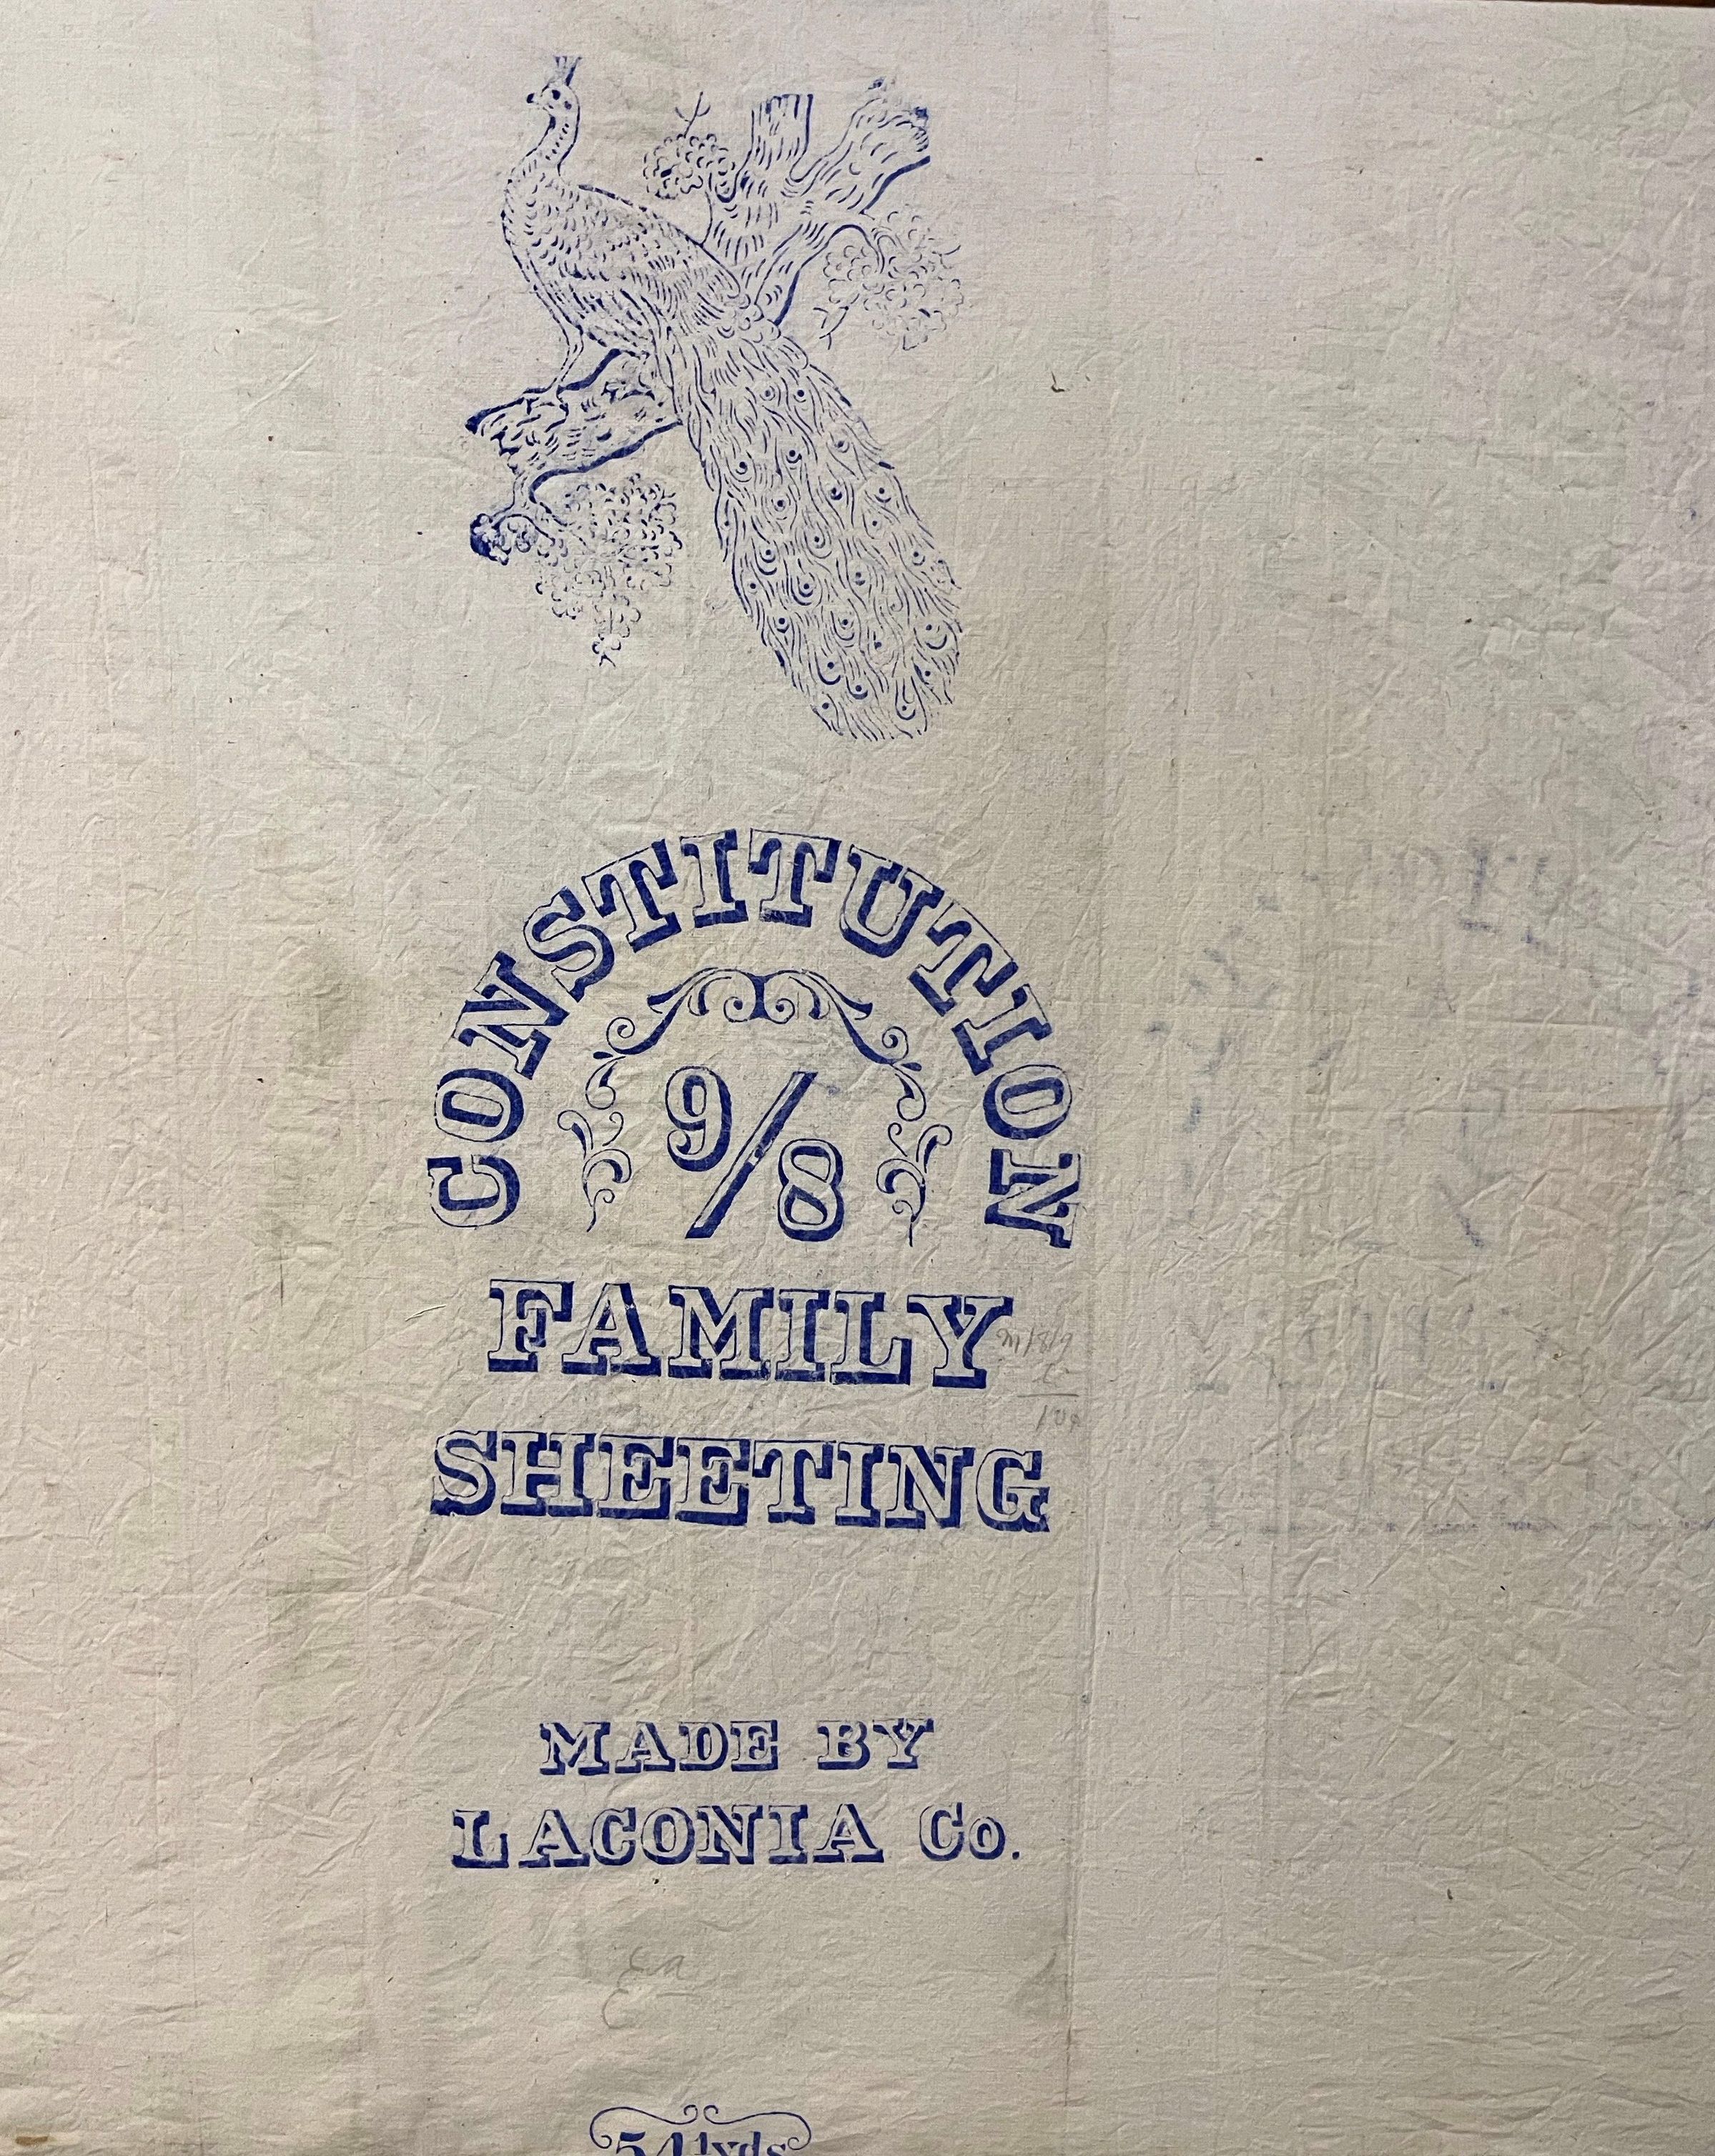 CONSTITUTION
9/8
FAMILY
SHEETING
MADE BY
LACONIA Co.